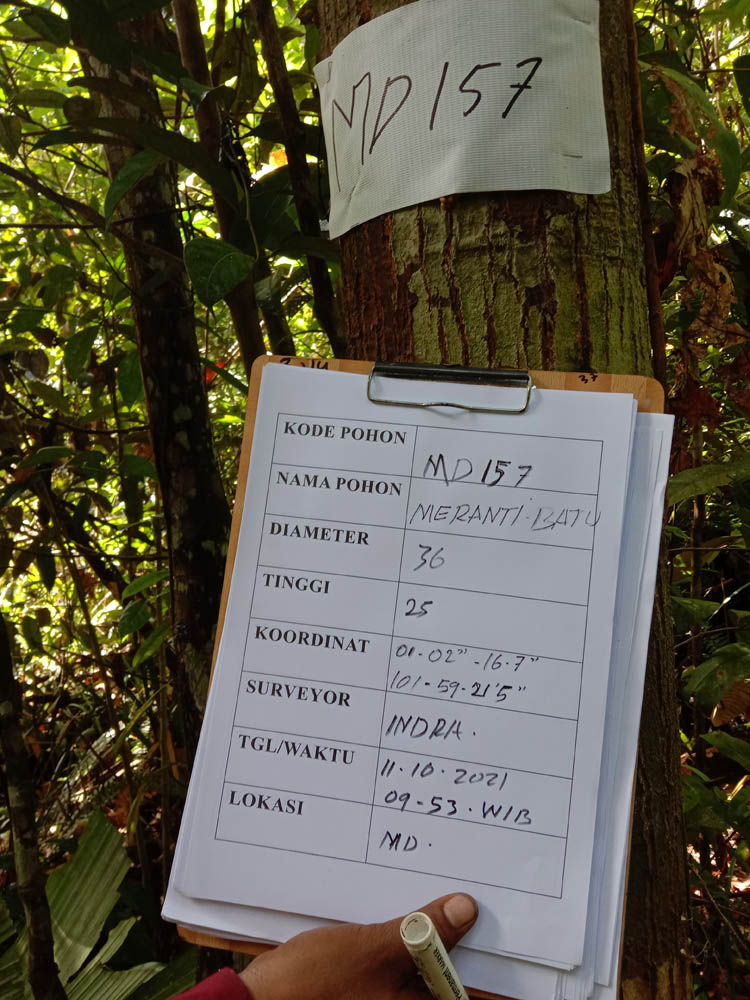 MD 157
KODE POHON MD 157
NAMA POHON MERANTI·BATU
DIAMETER 36
TINGGI 25
KOORDINAT 01-02" -16·7"
101-59-21'5"
SURVEYOR INDRA·
TGL/WAKTU 11·10·2021
09-53·WIB
LOKASI MD·